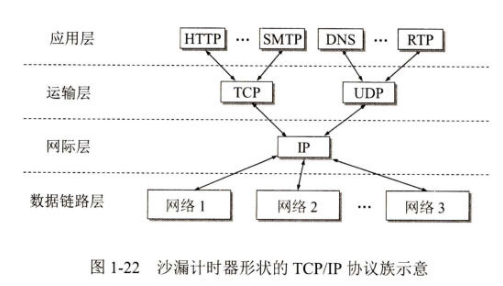 应用层 HTTP … SMTP DNS … RTP
运输层 TCP UDP
网际层 IP
数据链路层 网络 1 网络 2 … 网络 3
图 1-22 沙漏计时器形状的 TCP/IP 协议族示意